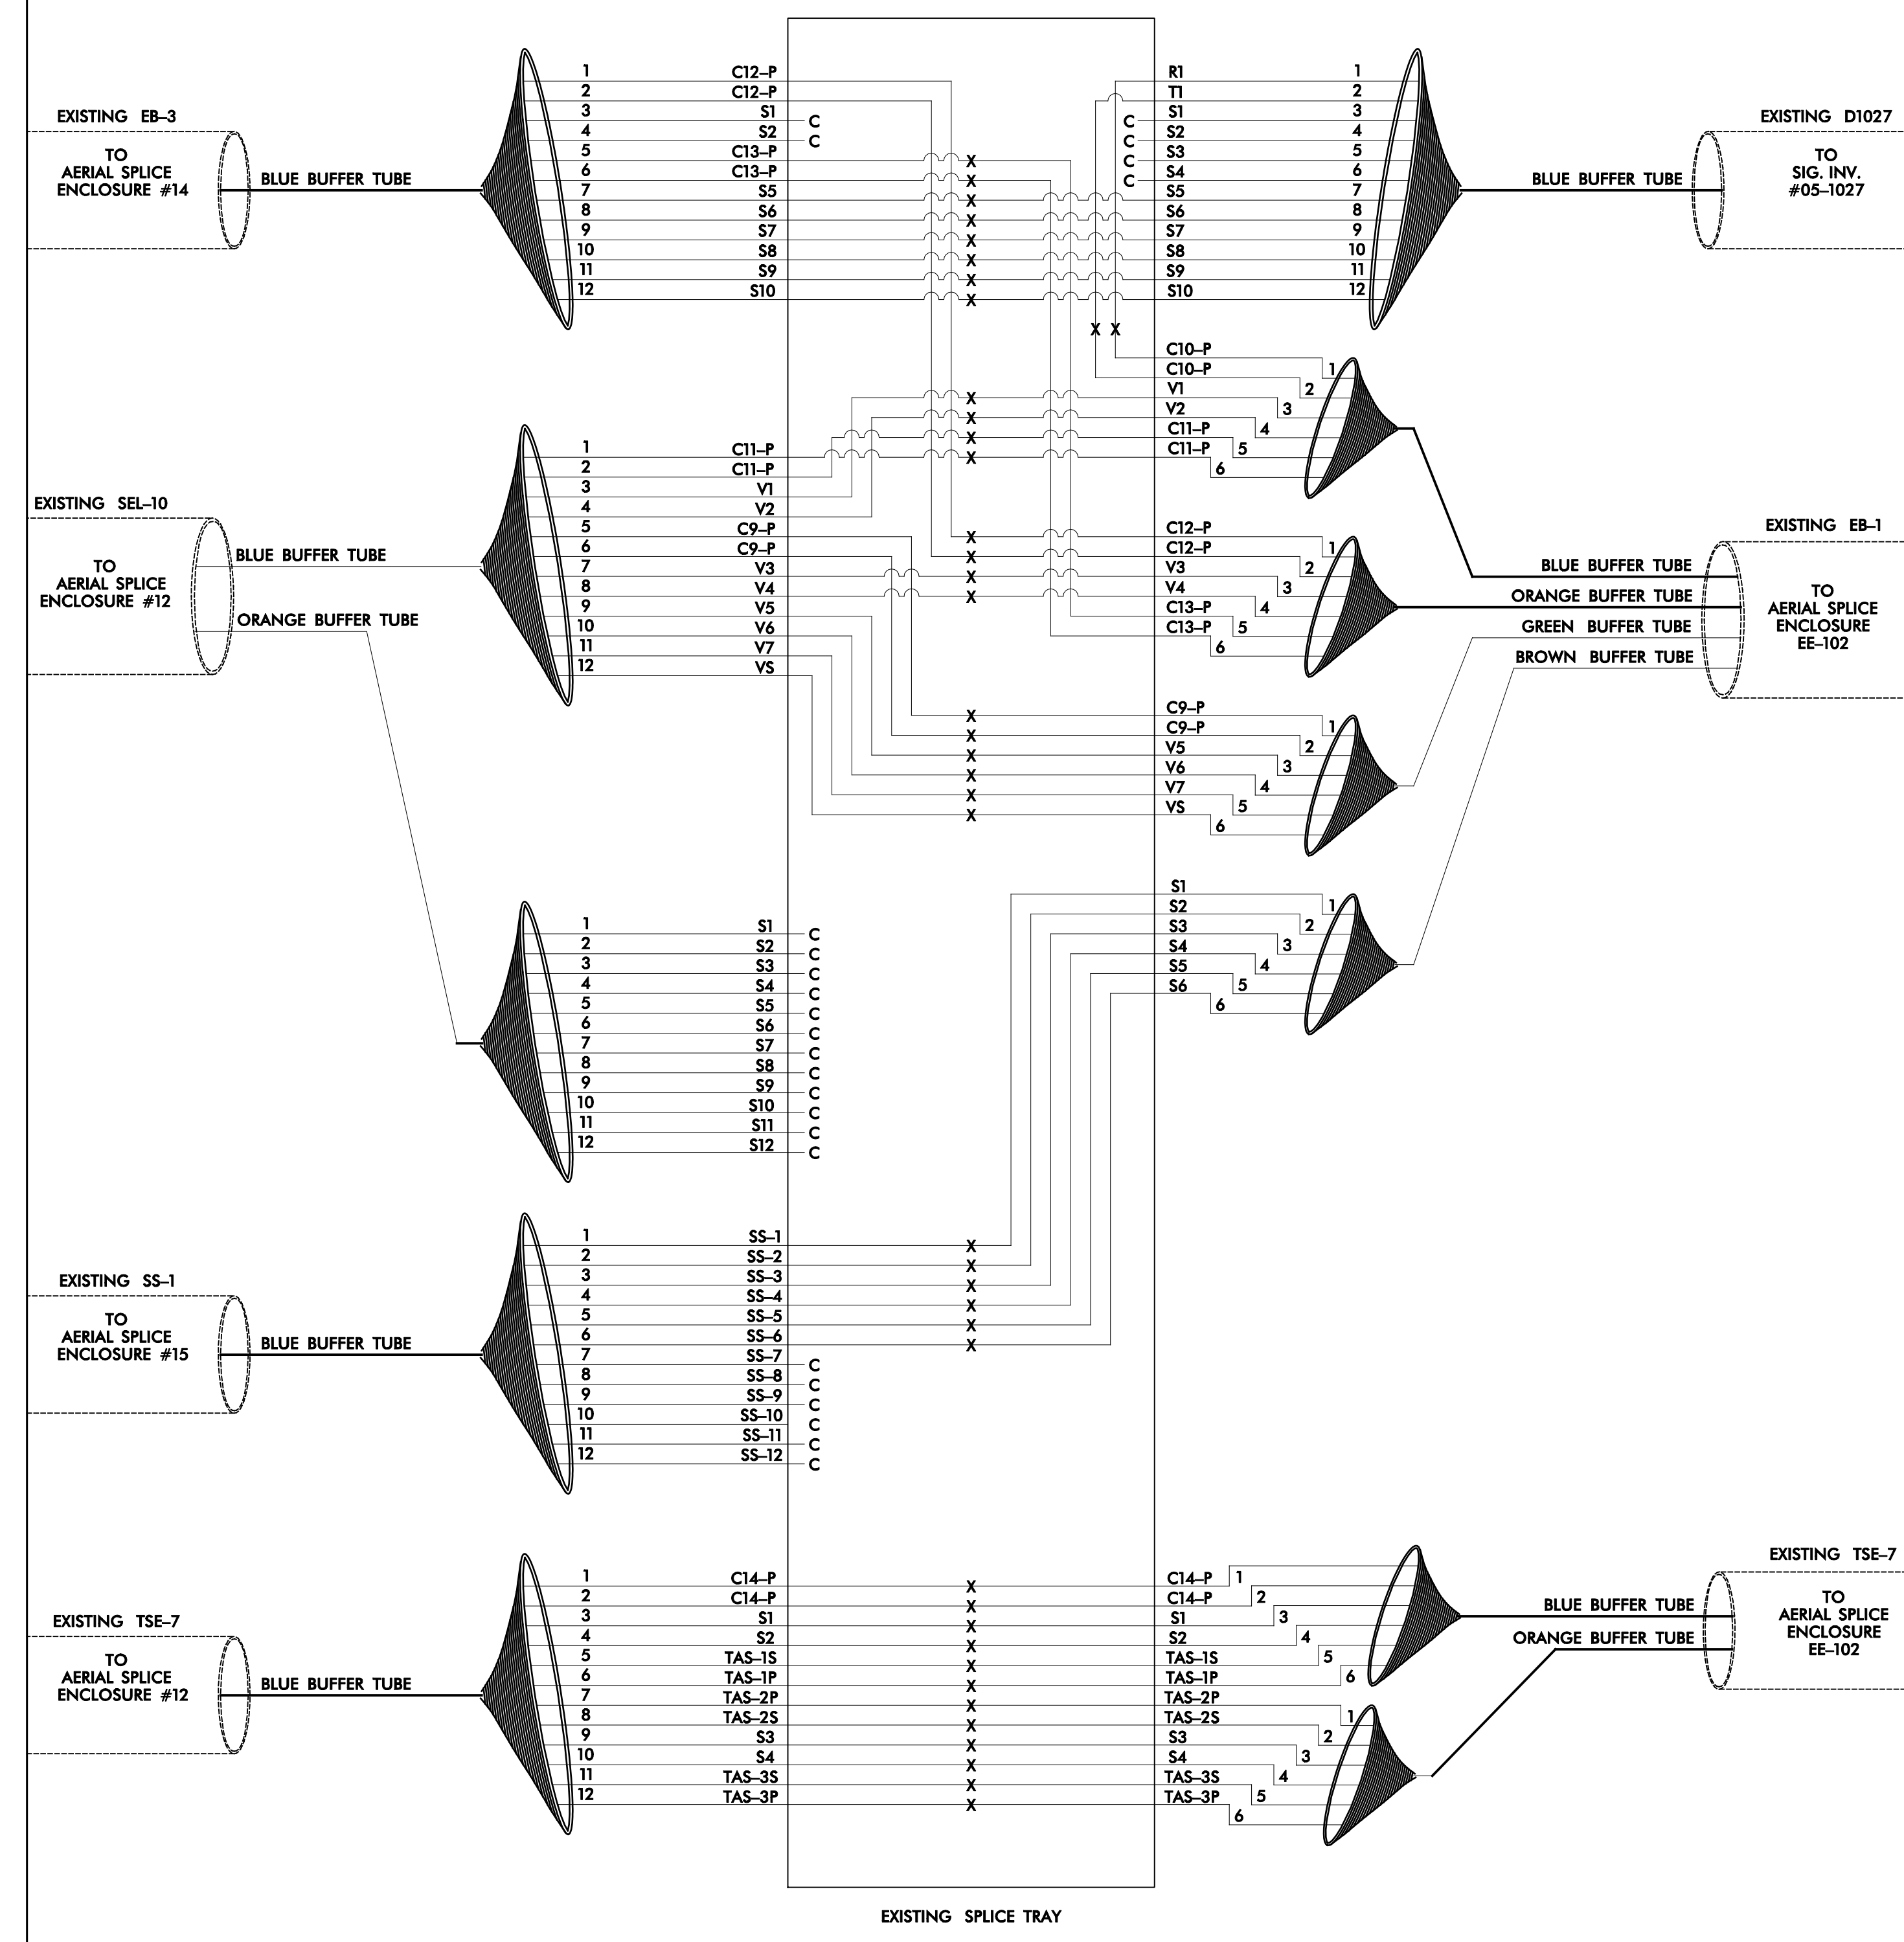 EXISTING EB–3
TO
AERIAL SPLICE
ENCLOSURE #14
BLUE BUFFER TUBE
1 C12–P
2 C12–P
3 S1 C
4 S2 C
5 C13–P X
6 C13–P X
7 S5 X
8 S6 X
9 S7 X
10 S8 X
11 S9 X
12 S10 X
R1 1
T1 2
C S1 3
C S2 4
C S3 5
C S4 6
S5 7
S6 8
S7 9
S8 10
S9 11
S10 12
BLUE BUFFER TUBE
EXISTING D1027
TO
SIG. INV.
#05–1027
X X
EXISTING SEL–10
TO
AERIAL SPLICE
ENCLOSURE #12
BLUE BUFFER TUBE
ORANGE BUFFER TUBE
1 C11–P
2 C11–P
3 V1
4 V2
5 C9–P
6 C9–P
7 V3
8 V4
9 V5
10 V6
11 V7
12 VS
C10–P 1
C10–P 2
X V1 3
X V2 4
X C11–P 5
X C11–P 6
X C12–P 1
X C12–P 2
X V3 3
X V4 4
C13–P 5
C13–P 6
X C9–P 1
X C9–P 2
X V5 3
X V6 4
X V7 5
X VS 6
S1 1
S2 2
S3 3
S4 4
S5 5
S6 6
EXISTING EB–1
BLUE BUFFER TUBE
ORANGE BUFFER TUBE
GREEN BUFFER TUBE
BROWN BUFFER TUBE
TO
AERIAL SPLICE
ENCLOSURE
EE–102
1 S1 C
2 S2 C
3 S3 C
4 S4 C
5 S5 C
6 S6 C
7 S7 C
8 S8 C
9 S9 C
10 S10 C
11 S11 C
12 S12 C
EXISTING SS–1
TO
AERIAL SPLICE
ENCLOSURE #15
BLUE BUFFER TUBE
1 SS–1 X
2 SS–2 X
3 SS–3 X
4 SS–4 X
5 SS–5 X
6 SS–6 X
7 SS–7 C
8 SS–8 C
9 SS–9 C
10 SS–10 C
11 SS–11 C
12 SS–12 C
EXISTING TSE–7
TO
AERIAL SPLICE
ENCLOSURE #12
BLUE BUFFER TUBE
1 C14–P X C14–P 1
2 C14–P X C14–P 2
3 S1 X S1 3
4 S2 X S2 4
5 TAS–1S X TAS–1S 5
6 TAS–1P X TAS–1P 6
7 TAS–2P X TAS–2P 1
8 TAS–2S X TAS–2S 2
9 S3 X S3 3
10 S4 X S4 4
11 TAS–3S X TAS–3S 5
12 TAS–3P X TAS–3P 6
BLUE BUFFER TUBE
ORANGE BUFFER TUBE
EXISTING TSE–7
TO
AERIAL SPLICE
ENCLOSURE
EE–102
EXISTING SPLICE TRAY